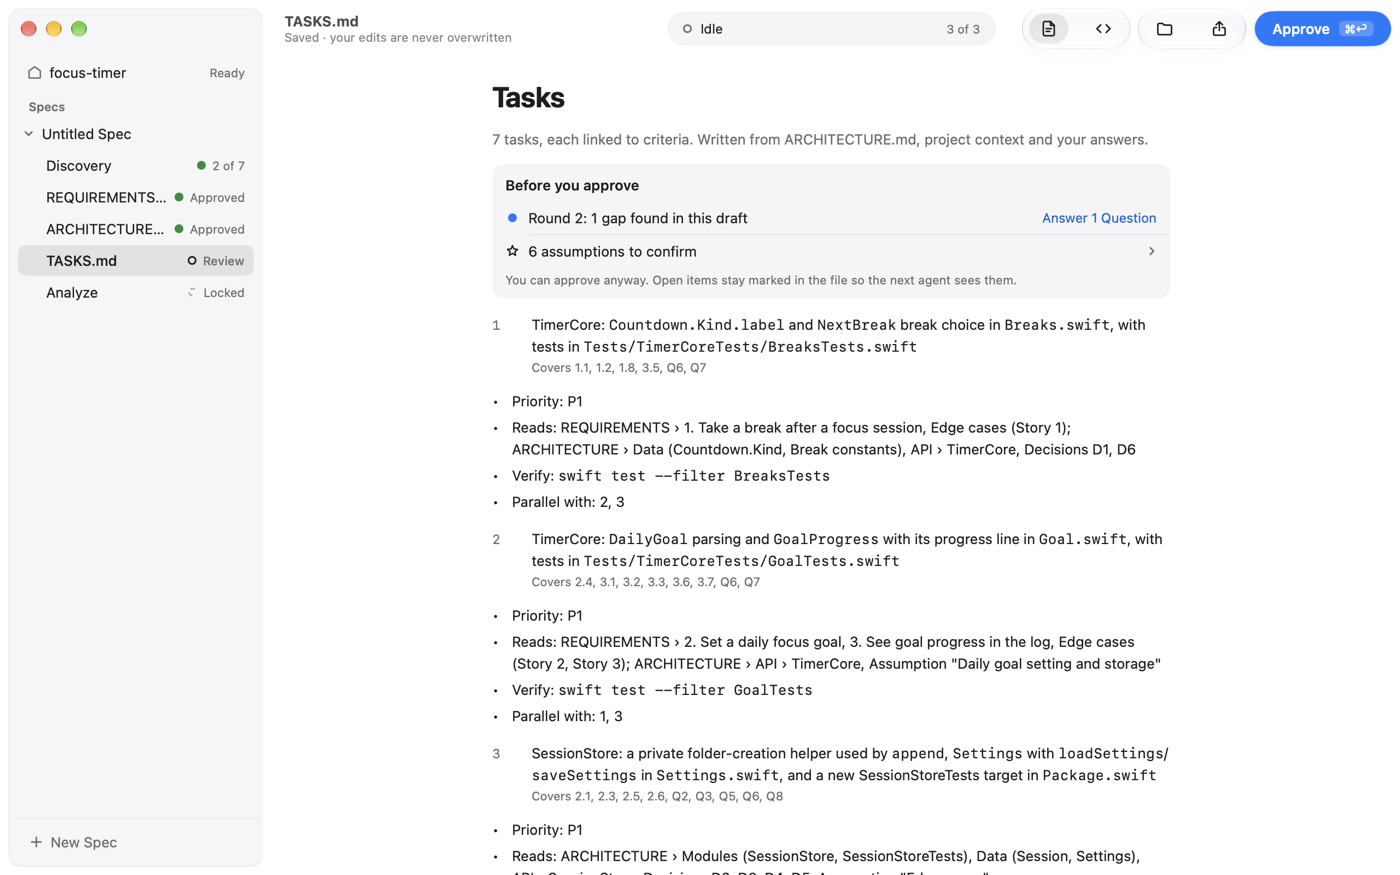 TASKS.md
Saved · your edits are never overwritten
Idle
3 of 3
Approve ⌘↩
focus-timer
Ready
Specs
Untitled Spec
Discovery
2 of 7
REQUIREMENTS...
Approved
ARCHITECTURE...
Approved
TASKS.md
Review
Analyze
Locked
+ New Spec
Tasks
7 tasks, each linked to criteria. Written from ARCHITECTURE.md, project context and your answers.
Before you approve
Round 2: 1 gap found in this draft
Answer 1 Question
6 assumptions to confirm
You can approve anyway. Open items stay marked in the file so the next agent sees them.
1 TimerCore: Countdown.Kind.label and NextBreak break choice in Breaks.swift, with
tests in Tests/TimerCoreTests/BreaksTests.swift
Covers 1.1, 1.2, 1.8, 3.5, Q6, Q7
• Priority: P1
• Reads: REQUIREMENTS › 1. Take a break after a focus session, Edge cases (Story 1);
ARCHITECTURE › Data (Countdown.Kind, Break constants), API › TimerCore, Decisions D1, D6
• Verify: swift test --filter BreaksTests
• Parallel with: 2, 3
2 TimerCore: DailyGoal parsing and GoalProgress with its progress line in Goal.swift, with
tests in Tests/TimerCoreTests/GoalTests.swift
Covers 2.4, 3.1, 3.2, 3.3, 3.6, 3.7, Q6, Q7
• Priority: P1
• Reads: REQUIREMENTS › 2. Set a daily focus goal, 3. See goal progress in the log, Edge cases
(Story 2, Story 3); ARCHITECTURE › API › TimerCore, Assumption "Daily goal setting and storage"
• Verify: swift test --filter GoalTests
• Parallel with: 1, 3
3 SessionStore: a private folder-creation helper used by append, Settings with loadSettings/
saveSettings in Settings.swift, and a new SessionStoreTests target in Package.swift
Covers 2.1, 2.3, 2.5, 2.6, Q2, Q3, Q5, Q6, Q8
• Priority: P1
• Reads: ARCHITECTURE › Modules (SessionStore, SessionStoreTests), Data (Session, Settings),